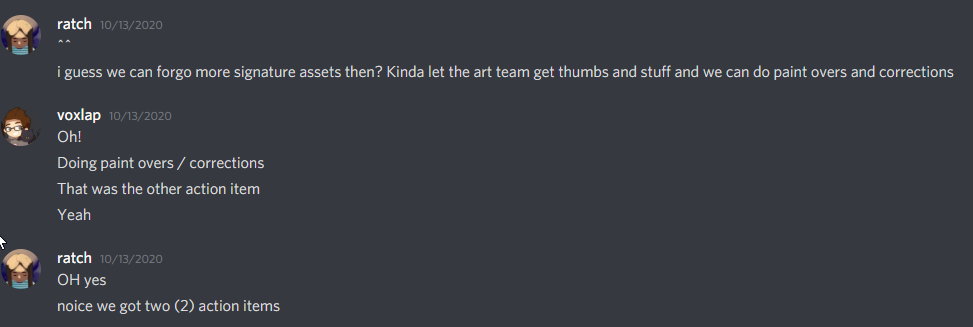 ratch 10/13/2020
^^
i guess we can forgo more signature assets then? Kinda let the art team get thumbs and stuff and we can do paint overs and corrections
voxlap 10/13/2020
Oh!
Doing paint overs / corrections
That was the other action item
Yeah
ratch 10/13/2020
OH yes
noice we got two (2) action items